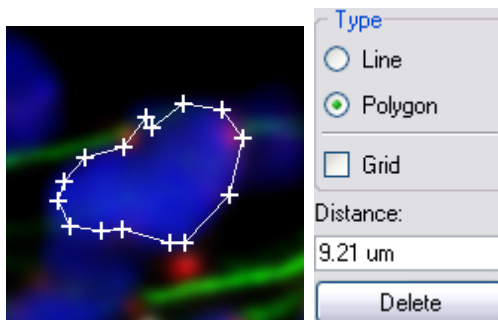 Type
Line
Polygon
Grid
Distance:
9.21 um
Delete